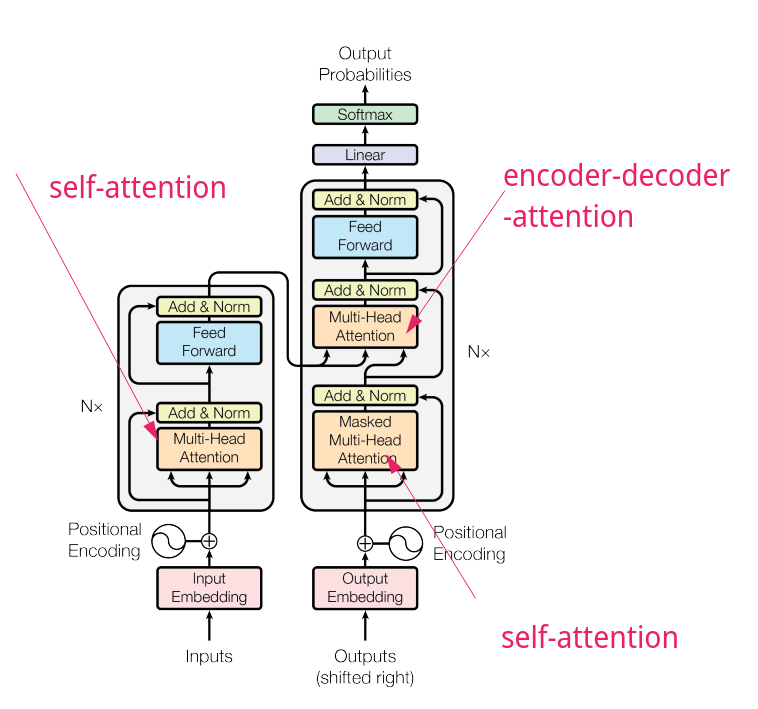 Output
Probabilities
Softmax
Linear
Add & Norm
Feed
Forward
Add & Norm
Multi-Head
Attention
Add & Norm
Masked
Multi-Head
Attention
Nx
encoder-decoder
-attention
self-attention
Add & Norm
Feed
Forward
Add & Norm
Multi-Head
Attention
Nx
Positional
Encoding
Positional
Encoding
Input
Embedding
Output
Embedding
self-attention
Inputs
Outputs
(shifted right)